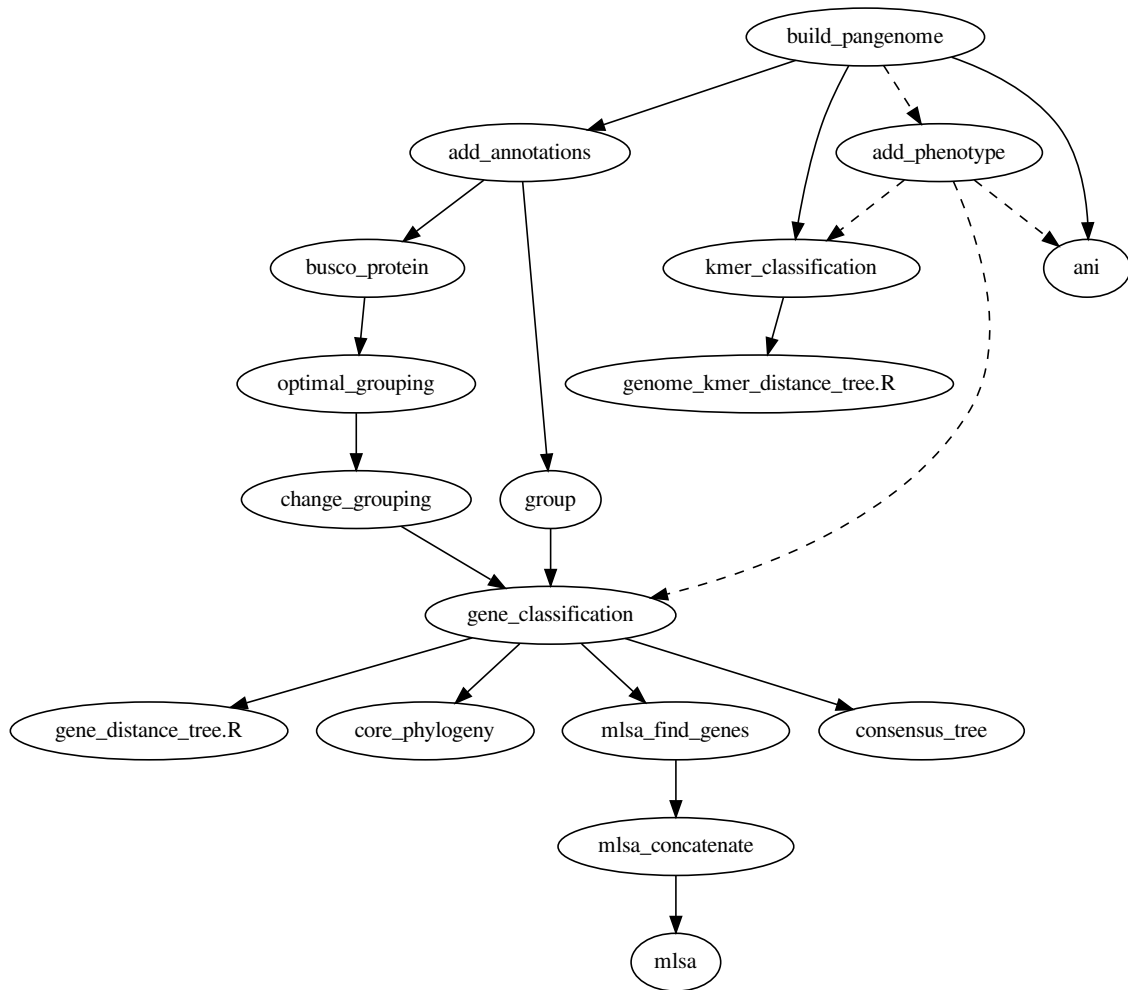 build_pangenome
add_annotations
add_phenotype
busco_protein
kmer_classification
ani
optimal_grouping
genome_kmer_distance_tree.R
change_grouping
group
gene_classification
gene_distance_tree.R
core_phylogeny
mlsa_find_genes
consensus_tree
mlsa_concatenate
mlsa